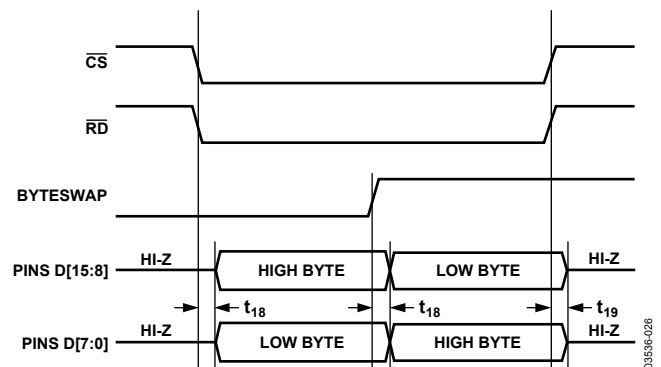 CS
RD
BYTESWAP
PINS D[15:8] HI-Z HIGH BYTE LOW BYTE HI-Z
t18 t18 t19
PINS D[7:0] HI-Z LOW BYTE HIGH BYTE HI-Z
03536-026